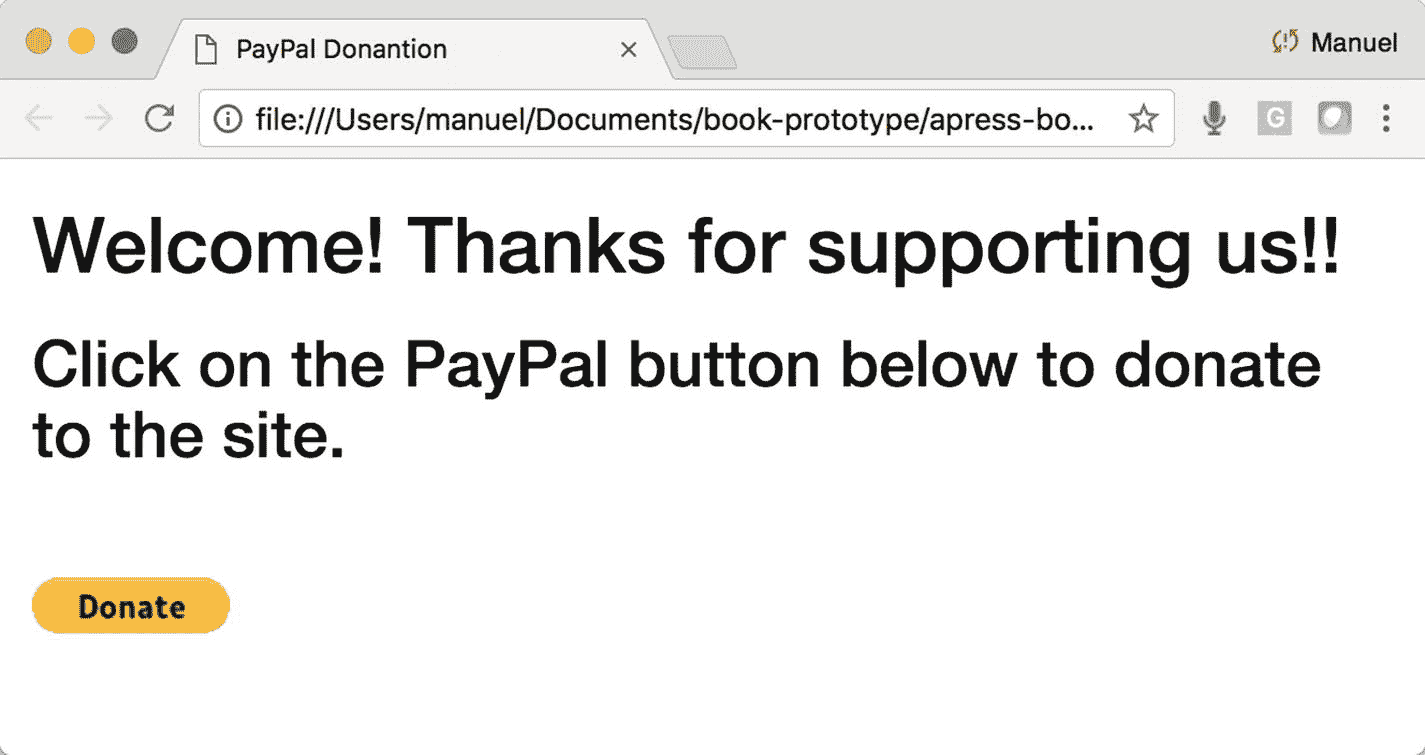 PayPal Donantion
Manuel
file:///Users/manuel/Documents/book-prototype/apress-bo...
G
Welcome! Thanks for supporting us!!
Click on the PayPal button below to donate
to the site.
Donate